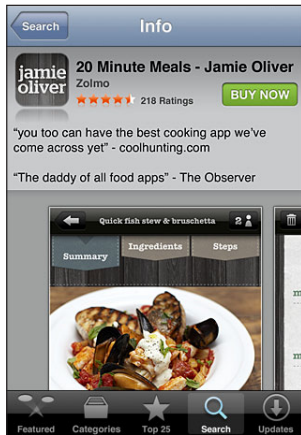 Search
Info
jamie
oliver
20 Minute Meals - Jamie Oliver
Zolmo
218 Ratings
BUY NOW
“you too can have the best cooking app we’ve
come across yet” - coolhunting.com
“The daddy of all food apps” - The Observer
Quick fish stew & bruschetta
2
Summary
Ingredients
Steps
Featured
Categories
Top 25
Search
Updates